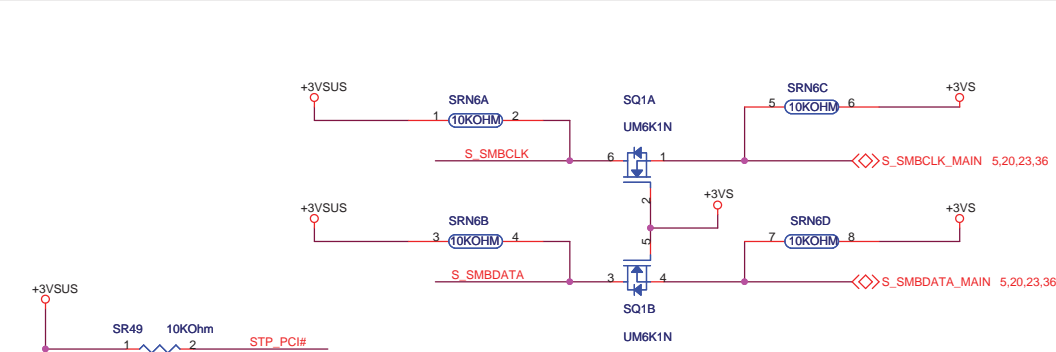 +3VSUS SRN6A SQ1A SRN6C +3VS
1 10KOHM 2 UM6K1N 5 10KOHM 6
S_SMBCLK 6 1 S_SMBCLK_MAIN 5,20,23,36
2 +3VS
+3VSUS SRN6B SRN6D +3VS
3 10KOHM 4 5 7 10KOHM 8
S_SMBDATA 3 4 S_SMBDATA_MAIN 5,20,23,36
+3VSUS SQ1B
SR49 10KOhm UM6K1N
1 2 STP_PCI#